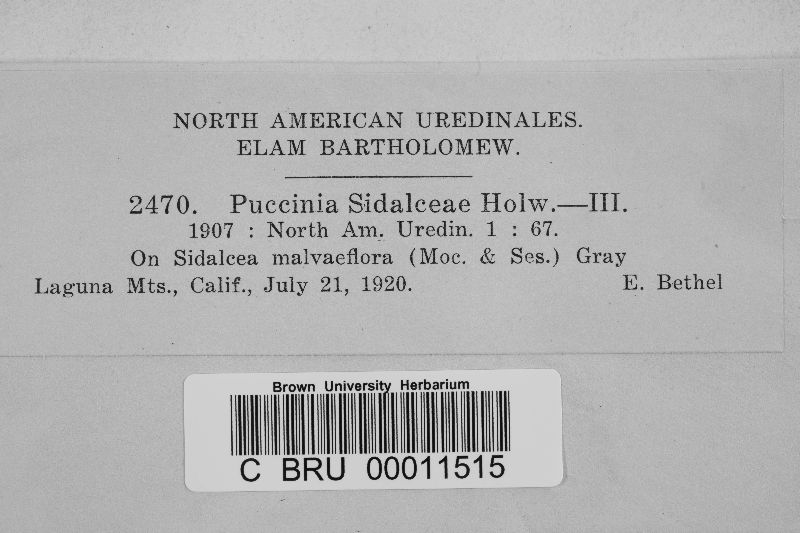 NORTH AMERICAN UREDINALES.
ELAM BARTHOLOMEW.
2470. Puccinia Sidalceae Holw.—III.
1907 : North Am. Uredin. 1 : 67.
On Sidalcea malvaeflora (Moc. & Ses.) Gray
Laguna Mts., Calif., July 21, 1920. E. Bethel
Brown University Herbarium
C BRU 00011515